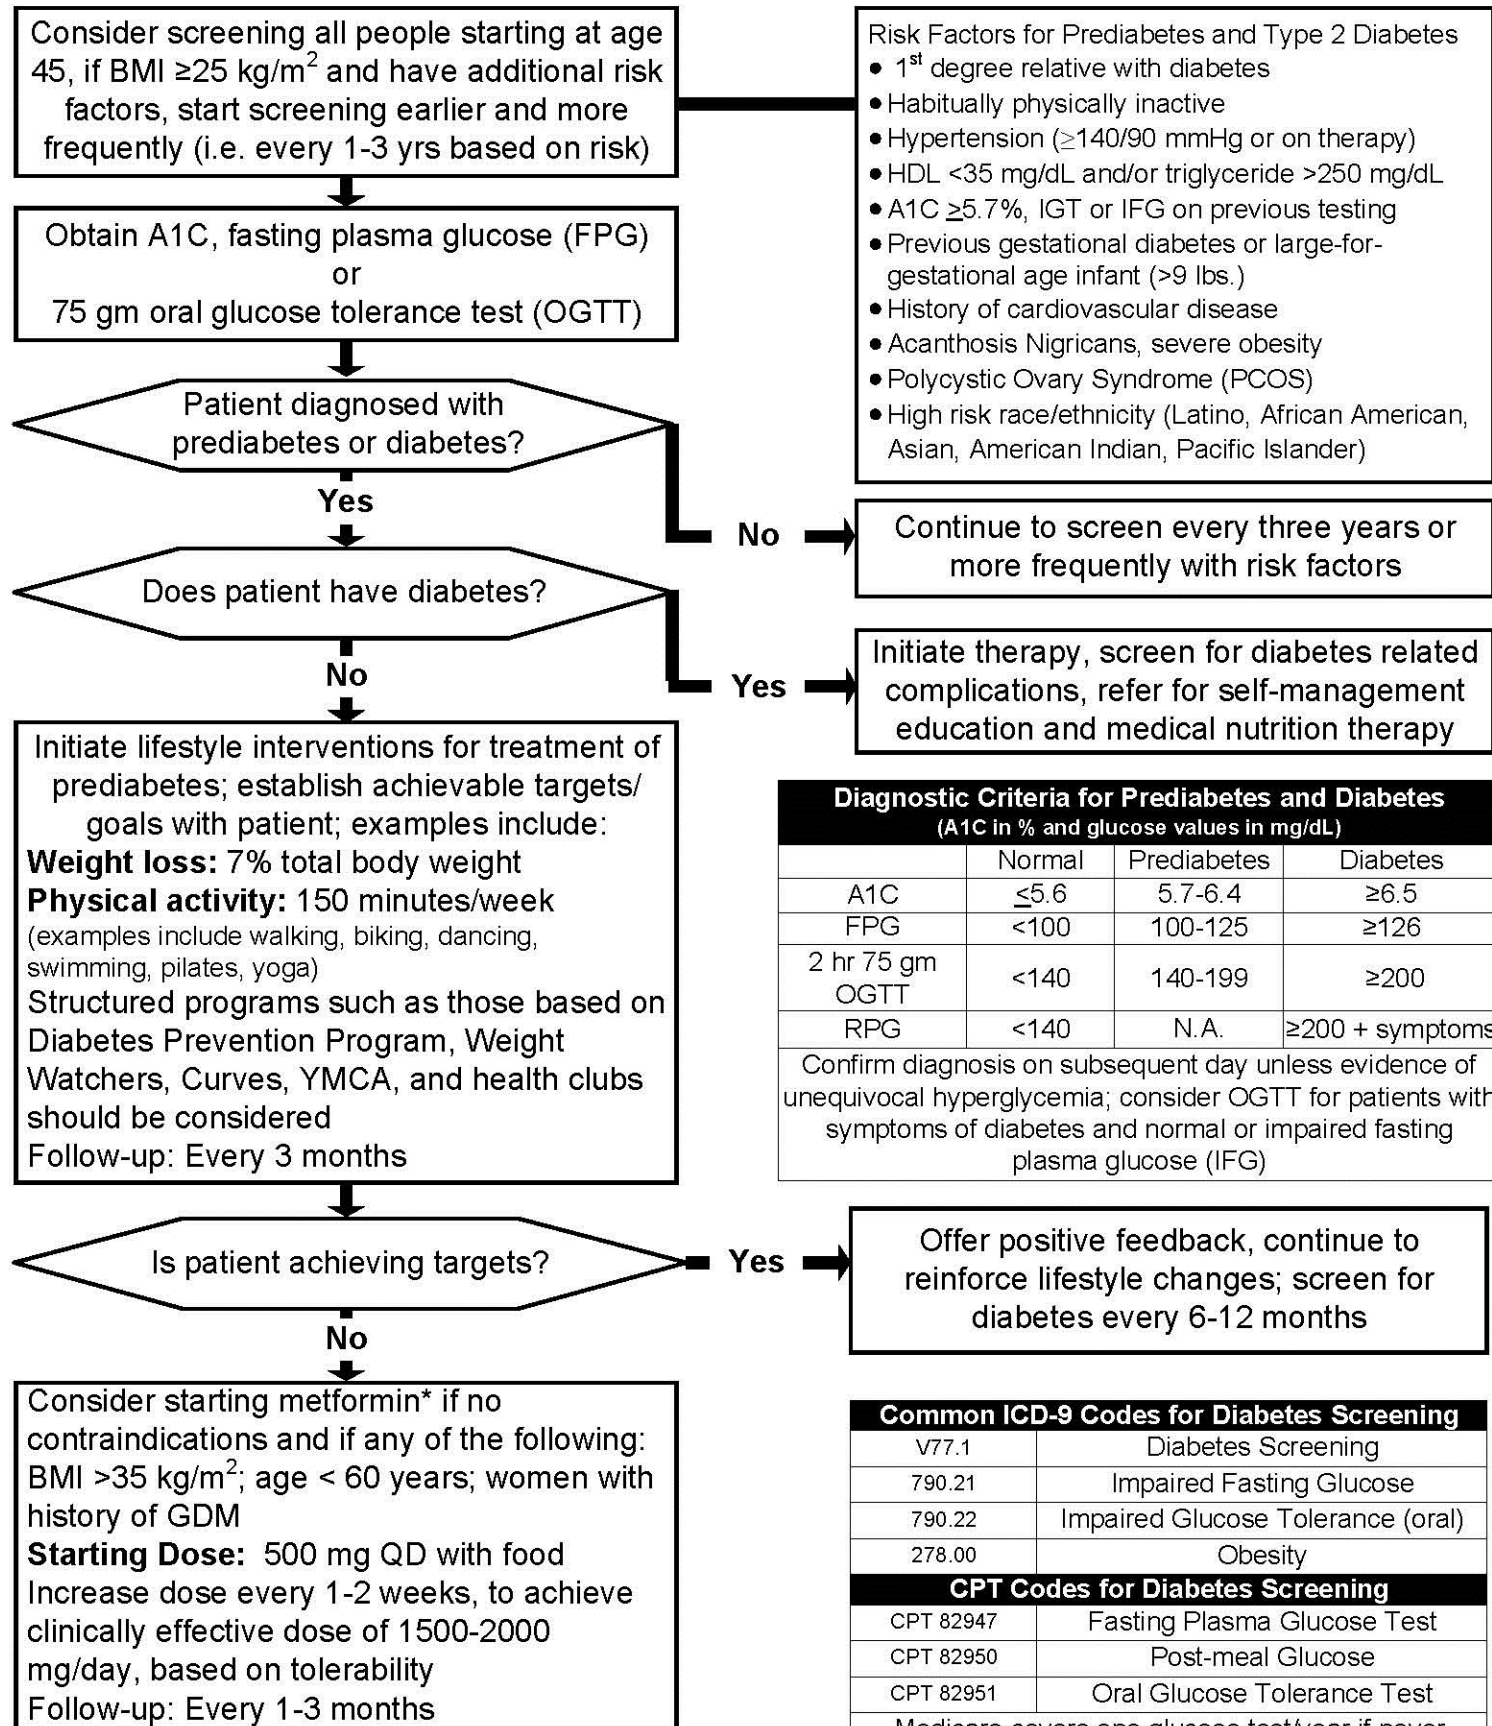 Consider screening all people starting at age
45, if BMI ≥25 kg/m² and have additional risk
factors, start screening earlier and more
frequently (i.e. every 1-3 yrs based on risk)
Risk Factors for Prediabetes and Type 2 Diabetes
• 1st degree relative with diabetes
• Habitually physically inactive
• Hypertension (≥140/90 mmHg or on therapy)
• HDL <35 mg/dL and/or triglyceride >250 mg/dL
• A1C ≥5.7%, IGT or IFG on previous testing
• Previous gestational diabetes or large-for-
gestational age infant (>9 lbs.)
• History of cardiovascular disease
• Acanthosis Nigricans, severe obesity
• Polycystic Ovary Syndrome (PCOS)
• High risk race/ethnicity (Latino, African American,
Asian, American Indian, Pacific Islander)
Obtain A1C, fasting plasma glucose (FPG)
or
75 gm oral glucose tolerance test (OGTT)
Patient diagnosed with
prediabetes or diabetes?
Yes
No
Continue to screen every three years or
more frequently with risk factors
Does patient have diabetes?
No
Yes
Initiate therapy, screen for diabetes related
complications, refer for self-management
education and medical nutrition therapy
Initiate lifestyle interventions for treatment of
prediabetes; establish achievable targets/
goals with patient; examples include:
Weight loss: 7% total body weight
Physical activity: 150 minutes/week
(examples include walking, biking, dancing,
swimming, pilates, yoga)
Structured programs such as those based on
Diabetes Prevention Program, Weight
Watchers, Curves, YMCA, and health clubs
should be considered
Follow-up: Every 3 months
Diagnostic Criteria for Prediabetes and Diabetes
(A1C in % and glucose values in mg/dL)
Normal Prediabetes Diabetes
A1C ≤5.6 5.7-6.4 ≥6.5
FPG <100 100-125 ≥126
2 hr 75 gm
OGTT <140 140-199 ≥200
RPG <140 N.A. ≥200 + symptoms
Confirm diagnosis on subsequent day unless evidence of
unequivocal hyperglycemia; consider OGTT for patients with
symptoms of diabetes and normal or impaired fasting
plasma glucose (IFG)
Is patient achieving targets?
Yes
Offer positive feedback, continue to
reinforce lifestyle changes; screen for
diabetes every 6-12 months
No
Consider starting metformin* if no
contraindications and if any of the following:
BMI >35 kg/m²; age < 60 years; women with
history of GDM
Starting Dose: 500 mg QD with food
Increase dose every 1-2 weeks, to achieve
clinically effective dose of 1500-2000
mg/day, based on tolerability
Follow-up: Every 1-3 months
Common ICD-9 Codes for Diabetes Screening
V77.1 Diabetes Screening
790.21 Impaired Fasting Glucose
790.22 Impaired Glucose Tolerance (oral)
278.00 Obesity
CPT Codes for Diabetes Screening
CPT 82947 Fasting Plasma Glucose Test
CPT 82950 Post-meal Glucose
CPT 82951 Oral Glucose Tolerance Test
Medicare covers one glucose test/year if never